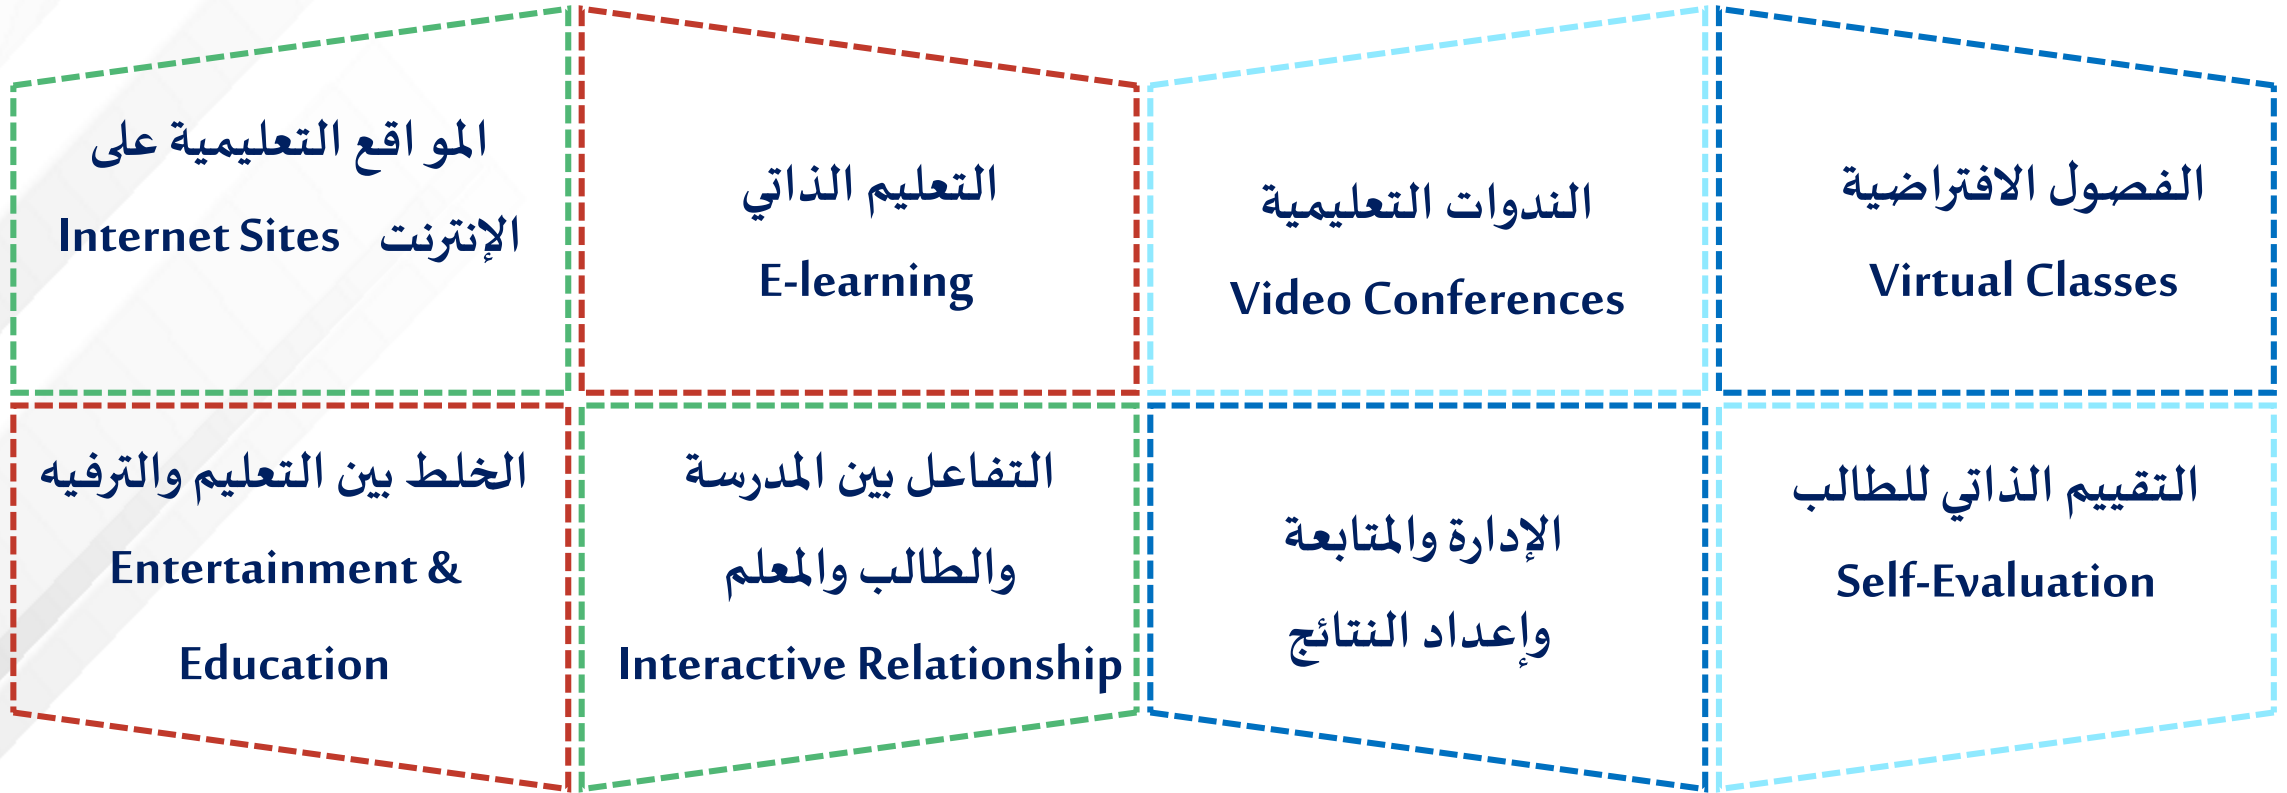 الفصول الافتراضية
Virtual Classes
الندوات التعليمية
Video Conferences
التعليم الذاتي
E-learning
المواقع التعليمية على
الإنترنت Internet Sites
التقييم الذاتي للطالب
Self-Evaluation
الإدارة والمتابعة
وإعداد النتائج
التفاعل بين المدرسة
والطالب والمعلم
Interactive Relationship
الخلط بين التعليم والترفيه
Entertainment &
Education